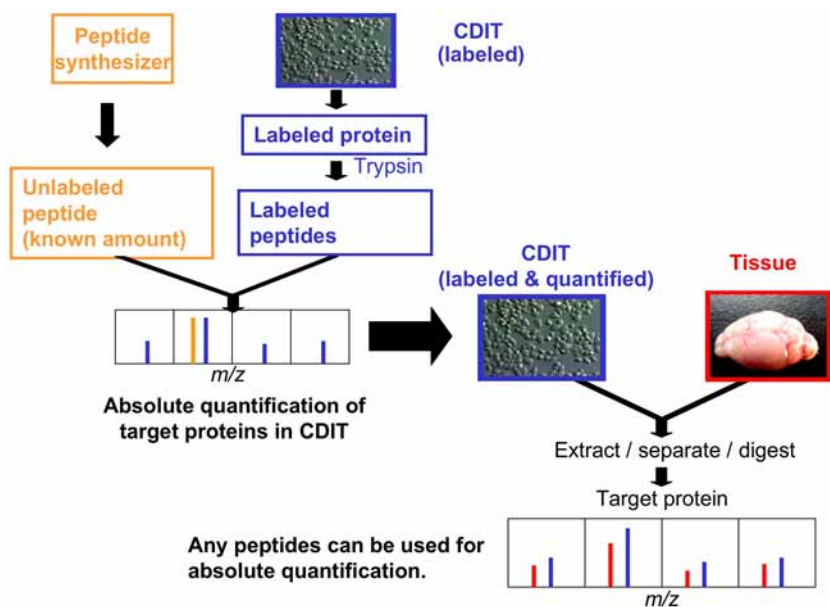 Peptide
synthesizer
CDIT
(labeled)
Labeled protein
Trypsin
Unlabeled
peptide
(known amount)
Labeled
peptides
m/z
Absolute quantification of
target proteins in CDIT
CDIT
(labeled & quantified)
Tissue
Extract / separate / digest
Target protein
Any peptides can be used for
absolute quantification.
m/z